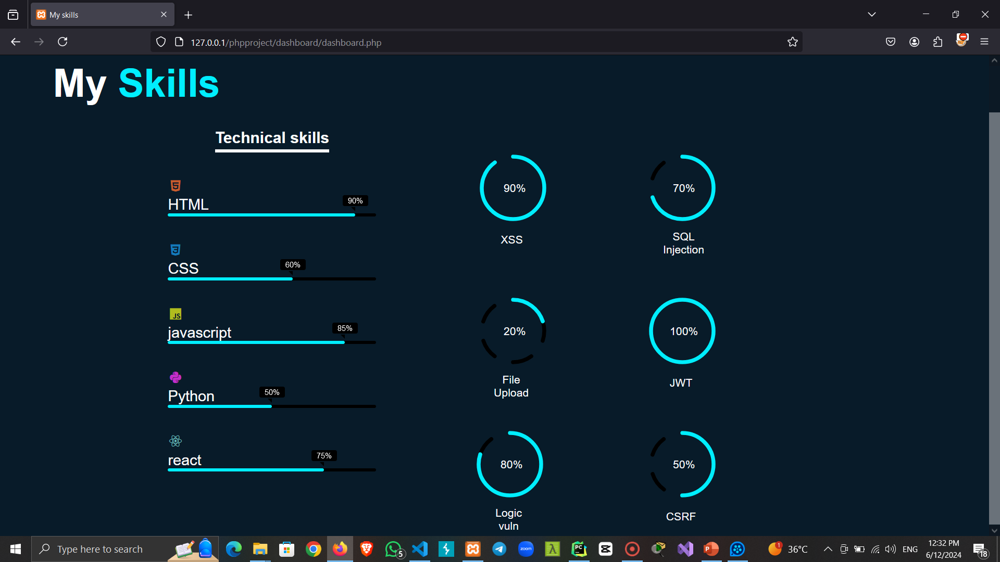 My skills
127.0.0.1/phpproject/dashboard/dashboard.php
My Skills
Technical skills
HTML
90%
CSS
60%
JS
javascript
85%
Python
50%
react
75%
90%
XSS
70%
SQL
Injection
20%
File
Upload
100%
JWT
80%
Logic
vuln
50%
CSRF
Type here to search
5
zoom
PC
1
36°C
ENG
12:32 PM
6/12/2024
18